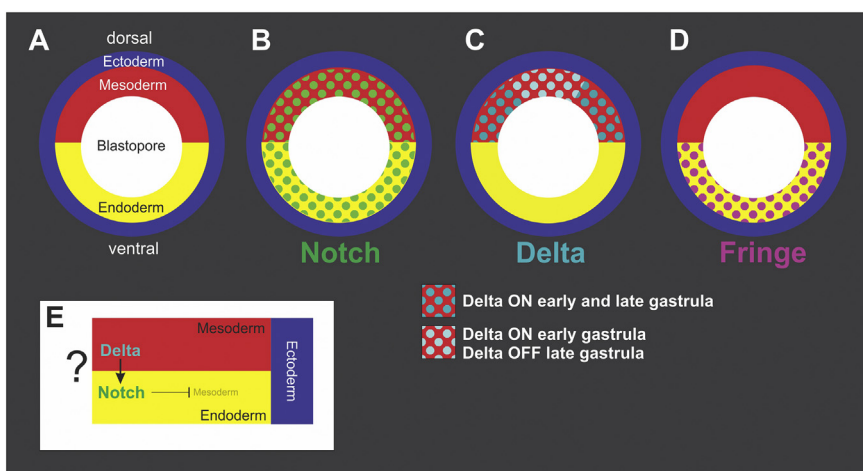 A
dorsal
Ectoderm
Mesoderm
Blastopore
Endoderm
ventral
B
Notch
C
Delta
D
Fringe
Delta ON early and late gastrula
Delta ON early gastrula
Delta OFF late gastrula
E
Mesoderm
Delta
?
Notch
Mesoderm
Endoderm
Ectoderm